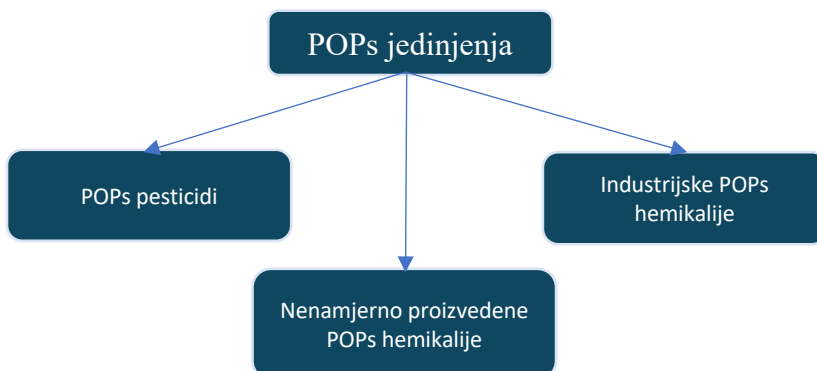 POPs jedinjenja
POPs pesticidi
Industrijske POPs
hemikalije
Nenamjerno proizvedene
POPs hemikalije